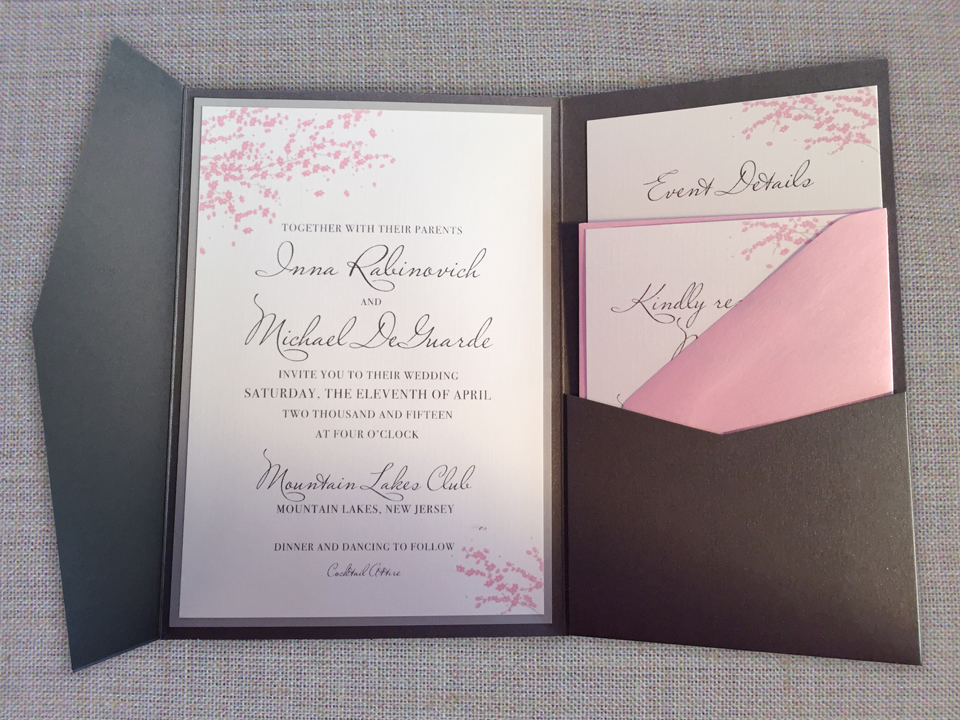 TOGETHER WITH THEIR PARENTS
Inna Rabinovich
AND
Michael DeGuarde
INVITE YOU TO THEIR WEDDING
SATURDAY, THE ELEVENTH OF APRIL
TWO THOUSAND AND FIFTEEN
AT FOUR O'CLOCK
Mountain Lakes Club
MOUNTAIN LAKES, NEW JERSEY
DINNER AND DANCING TO FOLLOW
Cocktail Attire
Event Details
Kindly